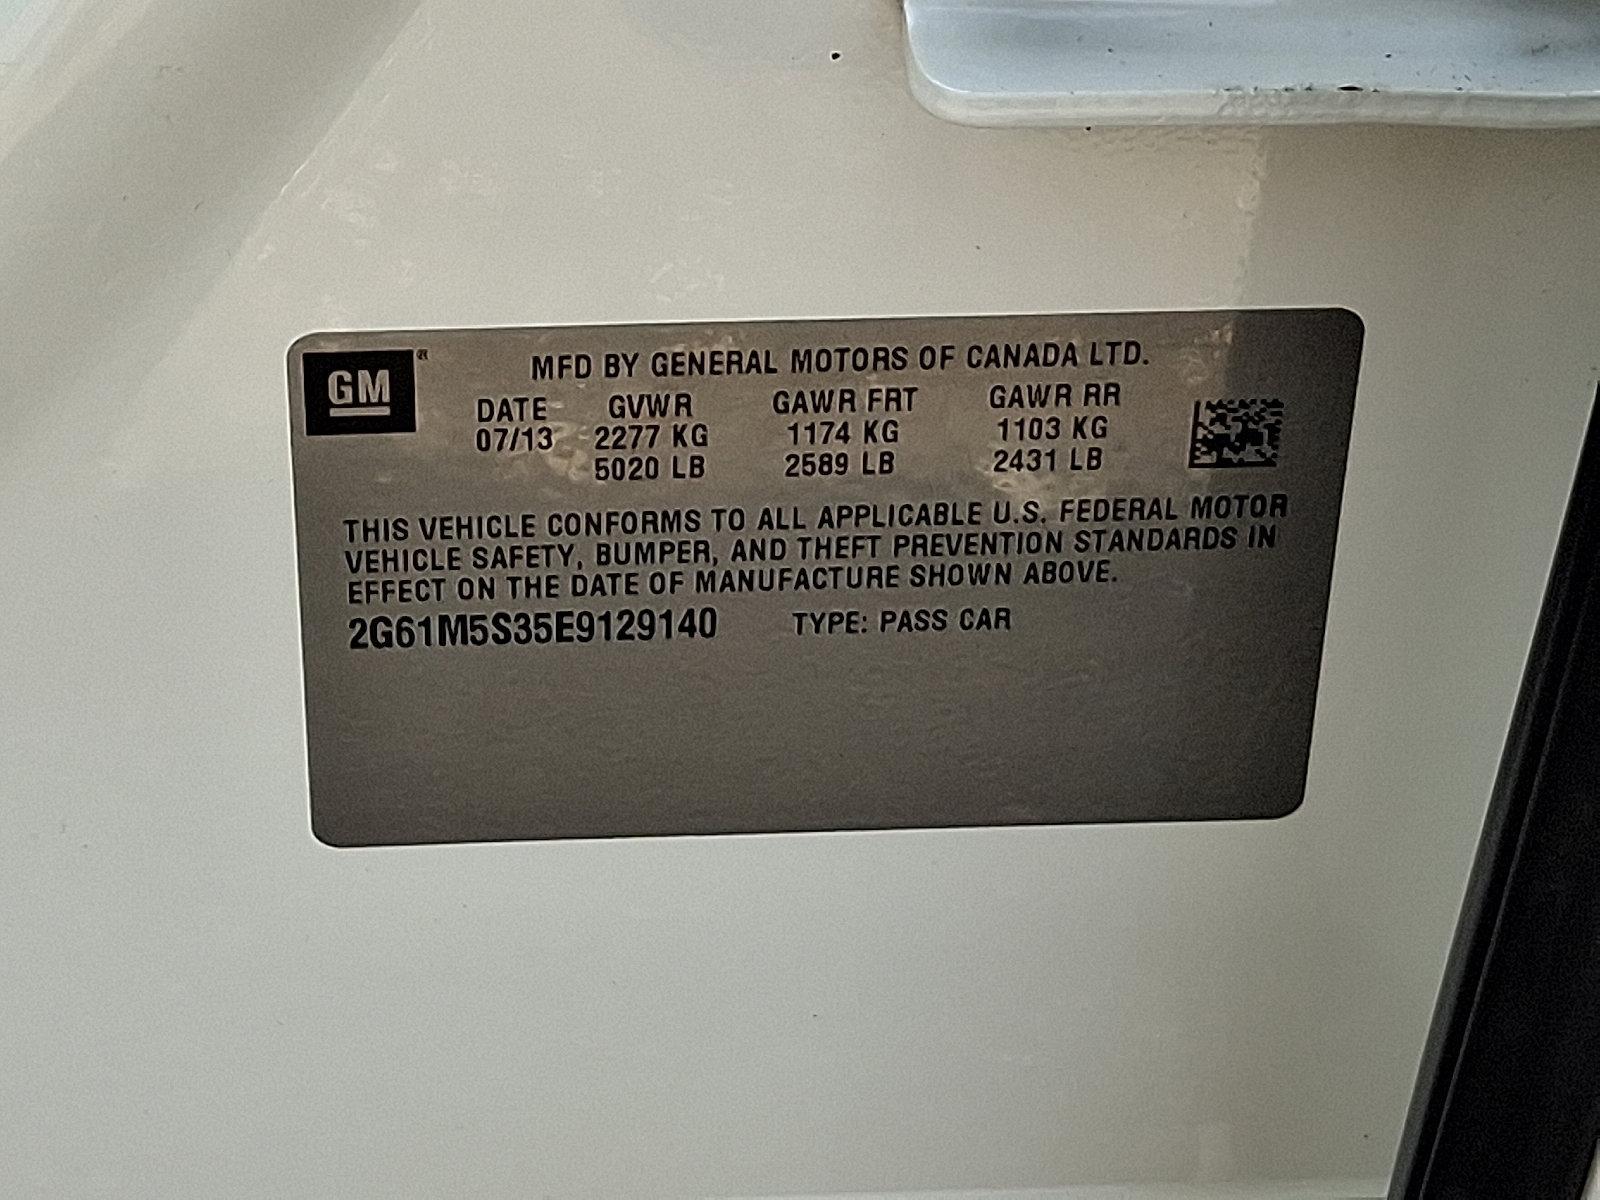 GM®
MFD BY GENERAL MOTORS OF CANADA LTD.
DATE GVWR GAWR FRT GAWR RR
07/13 2277 KG 1174 KG 1103 KG
5020 LB 2589 LB 2431 LB
THIS VEHICLE CONFORMS TO ALL APPLICABLE U.S. FEDERAL MOTOR
VEHICLE SAFETY, BUMPER, AND THEFT PREVENTION STANDARDS IN
EFFECT ON THE DATE OF MANUFACTURE SHOWN ABOVE.
2G61M5S35E9129140 TYPE: PASS CAR